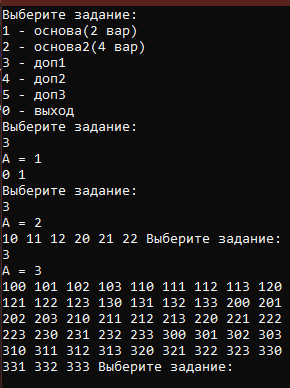 Выберите задание:
1 - основа(2 вар)
2 - основа2(4 вар)
3 - доп1
4 - доп2
5 - доп3
0 - выход
Выберите задание:
3
A = 1
0 1
Выберите задание:
3
A = 2
10 11 12 20 21 22 Выберите задание:
3
A = 3
100 101 102 103 110 111 112 113 120
121 122 123 130 131 132 133 200 201
202 203 210 211 212 213 220 221 222
223 230 231 232 233 300 301 302 303
310 311 312 313 320 321 322 323 330
331 332 333 Выберите задание: